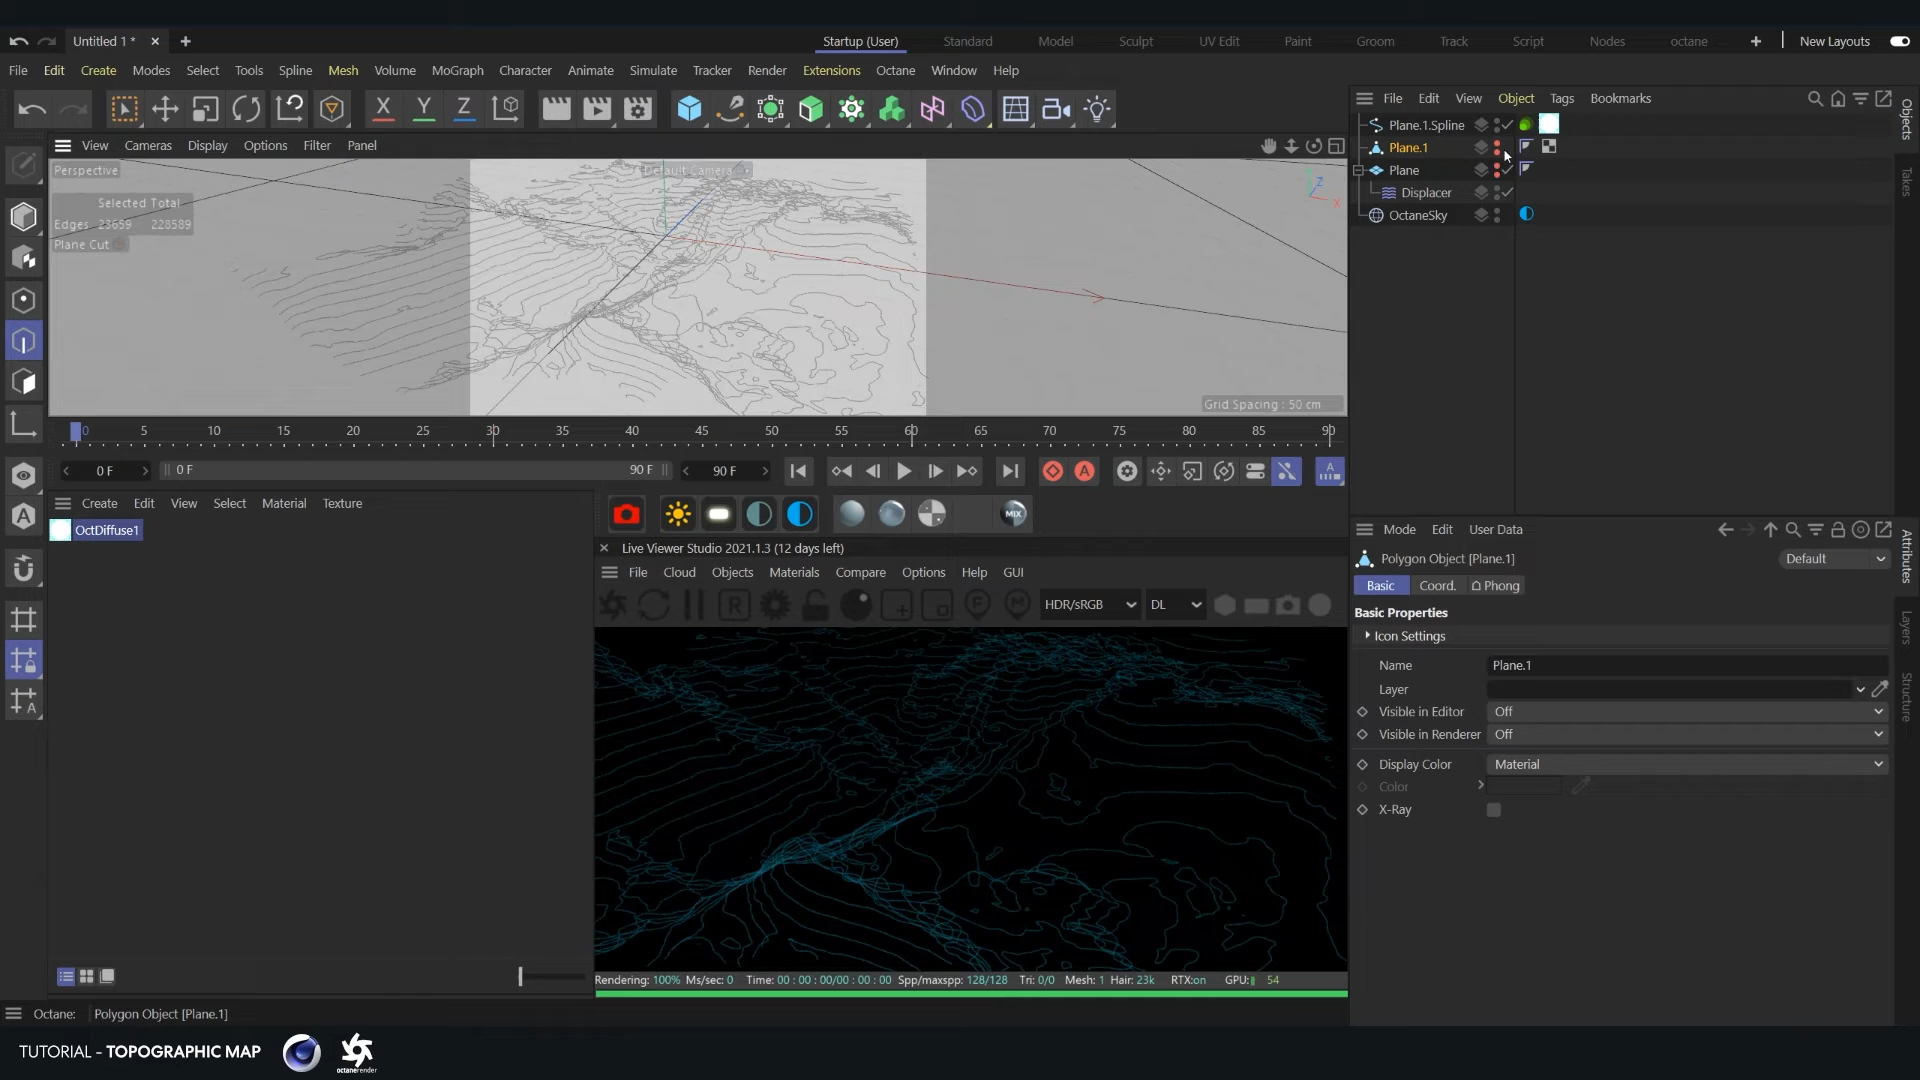 Untitled 1 *
Startup (User) Standard Model Sculpt UV Edit Paint Groom Track Script Nodes octane New Layouts
File Edit Create Modes Select Tools Spline Mesh Volume MoGraph Character Animate Simulate Tracker Render Extensions Octane Window Help
X Y Z
File Edit View Object Tags Bookmarks
Objects
Takes
Plane.1.Spline
Plane.1
Plane
Displacer
OctaneSky
View Cameras Display Options Filter Panel
Perspective
Default Camera
Z
X
Selected Total
Edges 23659 228589
Plane Cut
Grid Spacing : 50 cm
0 5 10 15 20 25 30 35 40 45 50 55 60 65 70 75 80 85 90
0 F 0 F 90 F 90 F
Create Edit View Select Material Texture
OctDiffuse1
MIX
Live Viewer Studio 2021.1.3 (12 days left)
File Cloud Objects Materials Compare Options Help GUI
HDR/sRGB DL
Rendering: 100% Ms/sec: 0 Time: 00 : 00 : 00/00 : 00 : 00 Spp/maxspp: 128/128 Tri: 0/0 Mesh: 1 Hair: 23k RTX:on GPU: 54
Mode Edit User Data
Polygon Object [Plane.1]
Default
Basic Coord. Phong
Basic Properties
Icon Settings
Name Plane.1
Layer
Visible in Editor Off
Visible in Renderer Off
Display Color Material
Color
X-Ray
Attributes
Layers
Structure
Octane: Polygon Object [Plane.1]
TUTORIAL - TOPOGRAPHIC MAP
octanerender